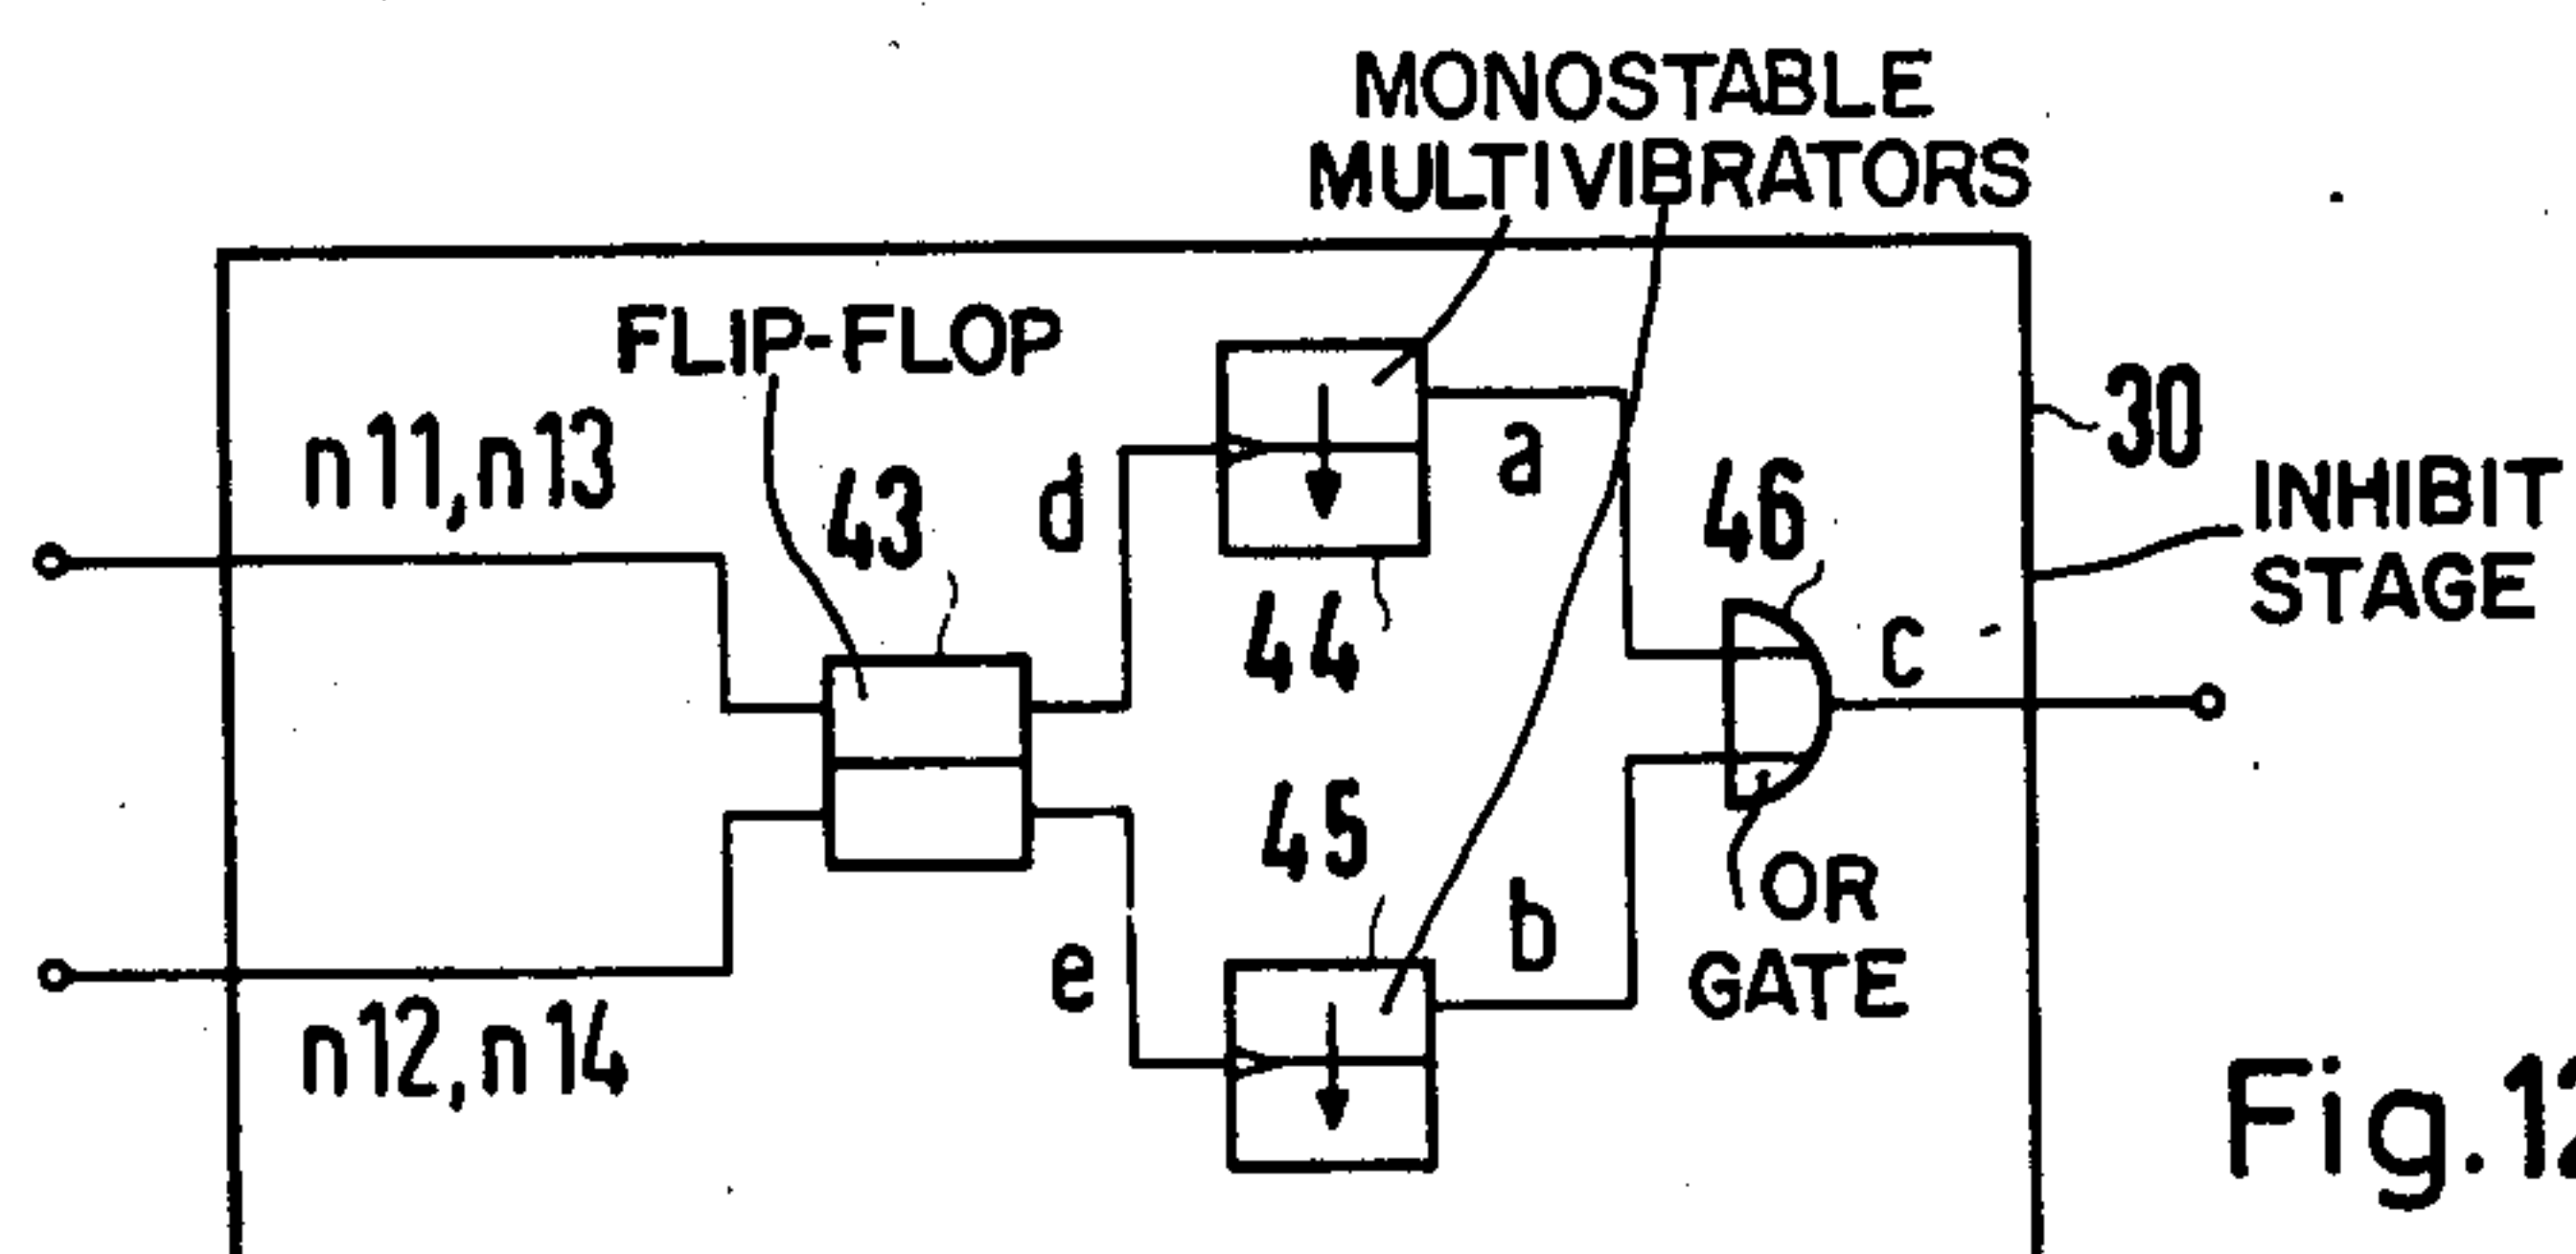 MONOSTABLE
MULTIVIBRATORS
FLIP-FLOP
30
n11,n13
a
43
d
46
INHIBIT
STAGE
44
c
45
OR
GATE
b
e
n12,n14
Fig.12